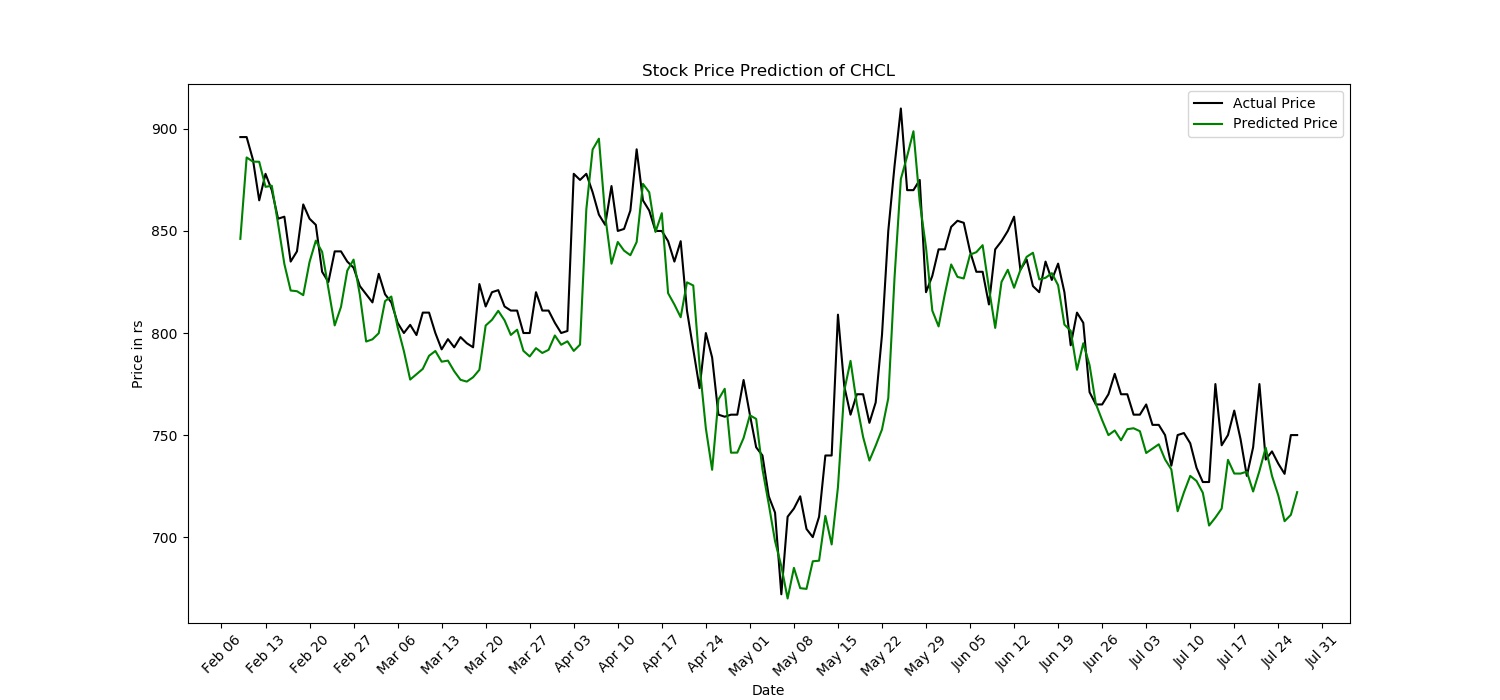 Stock Price Prediction of CHCL
Actual Price
Predicted Price
900
850
800
750
700
Price in rs
Feb 06
Feb 13
Feb 20
Feb 27
Mar 06
Mar 13
Mar 20
Mar 27
Apr 03
Apr 10
Apr 17
Apr 24
May 01
May 08
May 15
May 22
May 29
Jun 05
Jun 12
Jun 19
Jun 26
Jul 03
Jul 10
Jul 17
Jul 24
Jul 31
Date